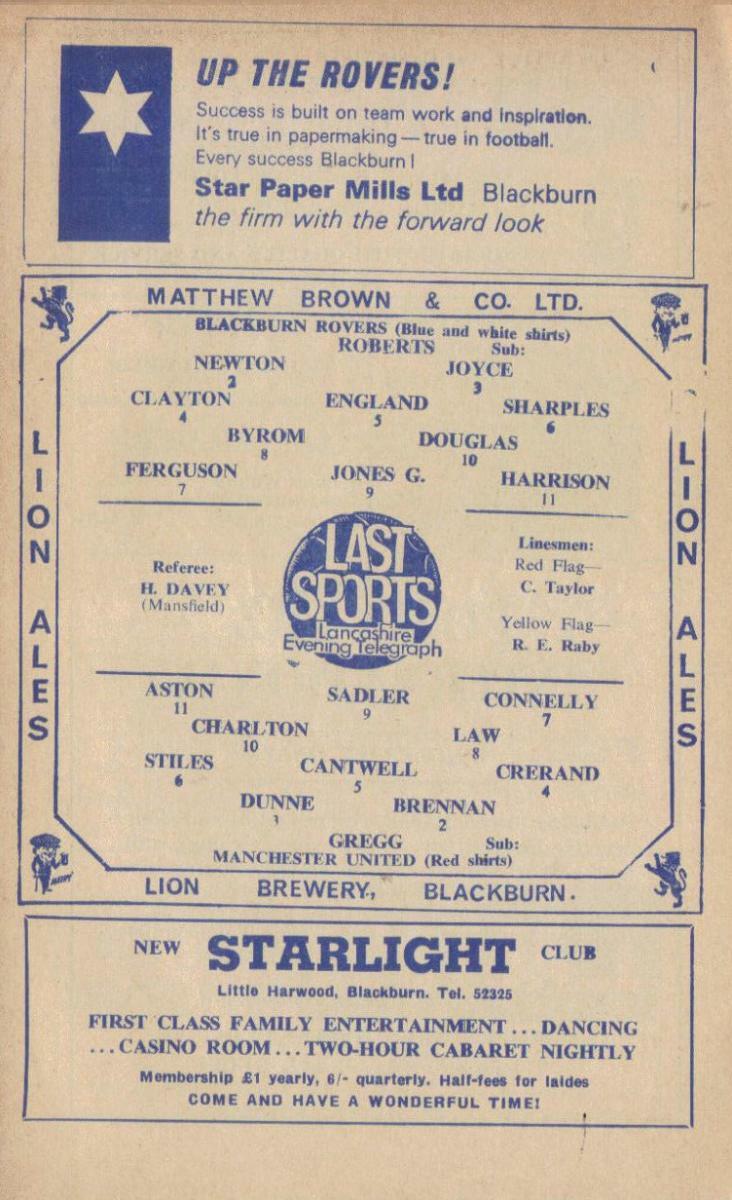 UP THE ROVERS!
Success is built on team work and inspiration.
It's true in papermaking — true in football.
Every success Blackburn!
Star Paper Mills Ltd Blackburn
the firm with the forward look
MATTHEW BROWN & CO. LTD.
LION ALES
LION ALES
BLACKBURN ROVERS (Blue and white shirts)
ROBERTS Sub:
NEWTON JOYCE
2 3
CLAYTON ENGLAND SHARPLES
4 5 6
BYROM DOUGLAS
8 10
FERGUSON JONES G. HARRISON
7 9 11
Referee:
H. DAVEY
(Mansfield)
LAST
SPORTS
Lancashire
Evening Telegraph
Linesmen:
Red Flag—
C. Taylor
Yellow Flag—
R. E. Raby
ASTON SADLER CONNELLY
11 9 7
CHARLTON LAW
10 8
STILES CANTWELL CRERAND
6 5 4
DUNNE BRENNAN
3 2
GREGG Sub:
MANCHESTER UNITED (Red shirts)
LION BREWERY, BLACKBURN.
NEW STARLIGHT CLUB
Little Harwood, Blackburn. Tel. 52325
FIRST CLASS FAMILY ENTERTAINMENT... DANCING
...CASINO ROOM...TWO-HOUR CABARET NIGHTLY
Membership £1 yearly, 6/- quarterly. Half-fees for laides
COME AND HAVE A WONDERFUL TIME!